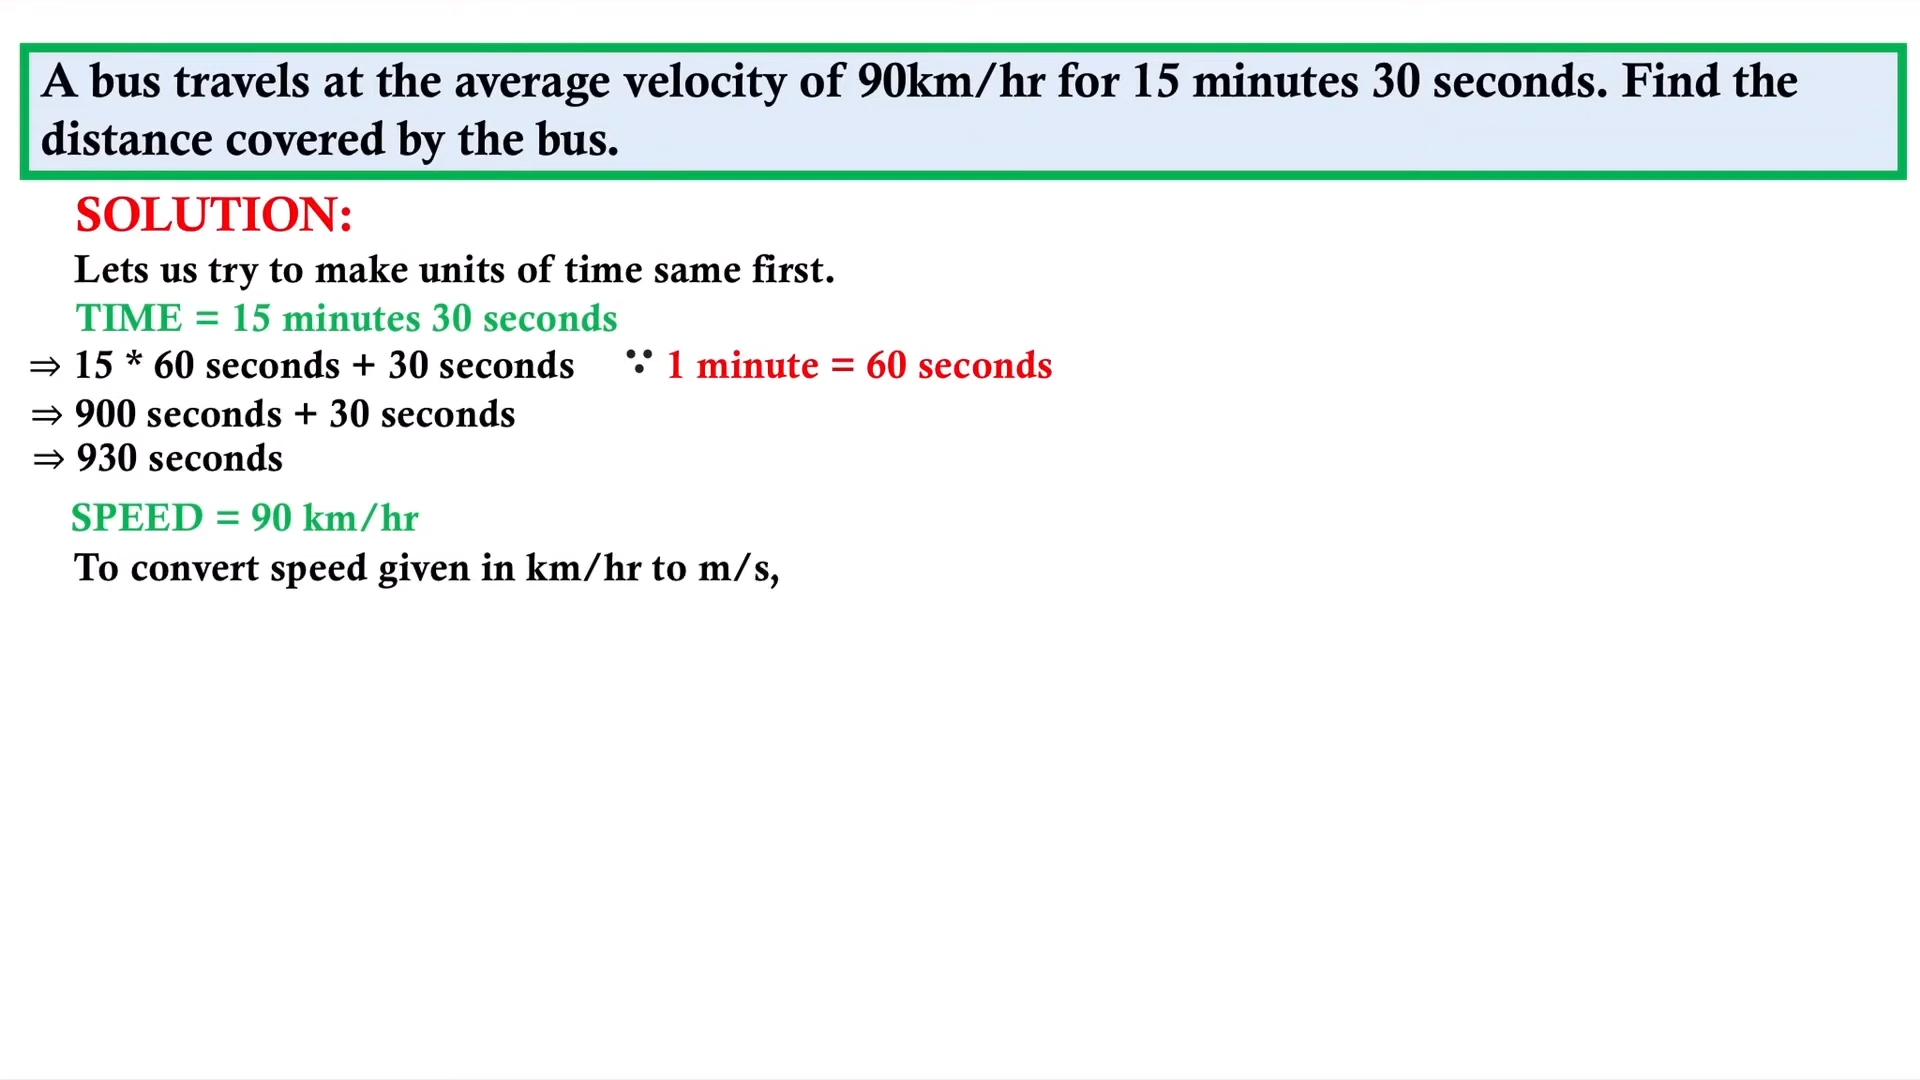 A bus travels at the average velocity of 90km/hr for 15 minutes 30 seconds. Find the
distance covered by the bus.
SOLUTION:
Lets us try to make units of time same first.
TIME = 15 minutes 30 seconds
⇒ 15 * 60 seconds + 30 seconds ∵ 1 minute = 60 seconds
⇒ 900 seconds + 30 seconds
⇒ 930 seconds
SPEED = 90 km/hr
To convert speed given in km/hr to m/s,